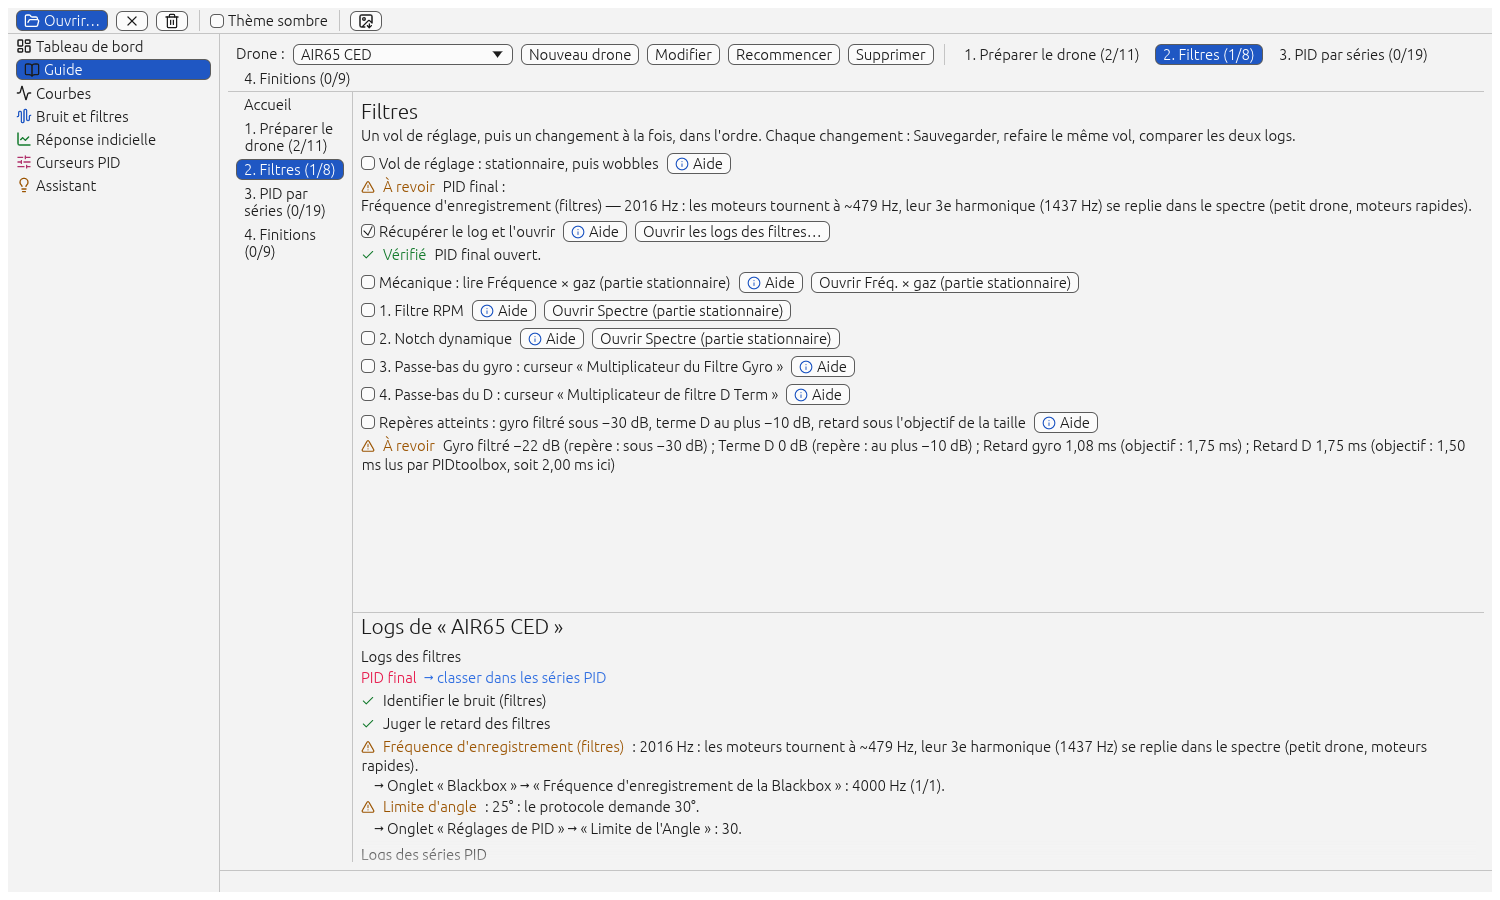 Ouvrir…
Thème sombre
Tableau de bord
Guide
Courbes
Bruit et filtres
Réponse indicielle
Curseurs PID
Assistant
Drone : AIR65 CED Nouveau drone Modifier Recommencer Supprimer 1. Préparer le drone (2/11) 2. Filtres (1/8) 3. PID par séries (0/19)
4. Finitions (0/9)
Accueil
1. Préparer le
drone (2/11)
2. Filtres (1/8)
3. PID par
séries (0/19)
4. Finitions
(0/9)
Filtres
Un vol de réglage, puis un changement à la fois, dans l'ordre. Chaque changement : Sauvegarder, refaire le même vol, comparer les deux logs.
Vol de réglage : stationnaire, puis wobbles Aide
À revoir PID final :
Fréquence d'enregistrement (filtres) — 2016 Hz : les moteurs tournent à ~479 Hz, leur 3e harmonique (1437 Hz) se replie dans le spectre (petit drone, moteurs rapides).
Récupérer le log et l'ouvrir Aide Ouvrir les logs des filtres…
Vérifié PID final ouvert.
Mécanique : lire Fréquence × gaz (partie stationnaire) Aide Ouvrir Fréq. × gaz (partie stationnaire)
1. Filtre RPM Aide Ouvrir Spectre (partie stationnaire)
2. Notch dynamique Aide Ouvrir Spectre (partie stationnaire)
3. Passe-bas du gyro : curseur « Multiplicateur du Filtre Gyro » Aide
4. Passe-bas du D : curseur « Multiplicateur de filtre D Term » Aide
Repères atteints : gyro filtré sous −30 dB, terme D au plus −10 dB, retard sous l'objectif de la taille Aide
À revoir Gyro filtré −22 dB (repère : sous −30 dB) ; Terme D 0 dB (repère : au plus −10 dB) ; Retard gyro 1,08 ms (objectif : 1,75 ms) ; Retard D 1,75 ms (objectif : 1,50
ms lus par PIDtoolbox, soit 2,00 ms ici)
Logs de « AIR65 CED »
Logs des filtres
PID final → classer dans les séries PID
Identifier le bruit (filtres)
Juger le retard des filtres
Fréquence d'enregistrement (filtres) : 2016 Hz : les moteurs tournent à ~479 Hz, leur 3e harmonique (1437 Hz) se replie dans le spectre (petit drone, moteurs
rapides).
→ Onglet « Blackbox » → « Fréquence d'enregistrement de la Blackbox » : 4000 Hz (1/1).
Limite d'angle : 25° : le protocole demande 30°.
→ Onglet « Réglages de PID » → « Limite de l'Angle » : 30.
Logs des séries PID